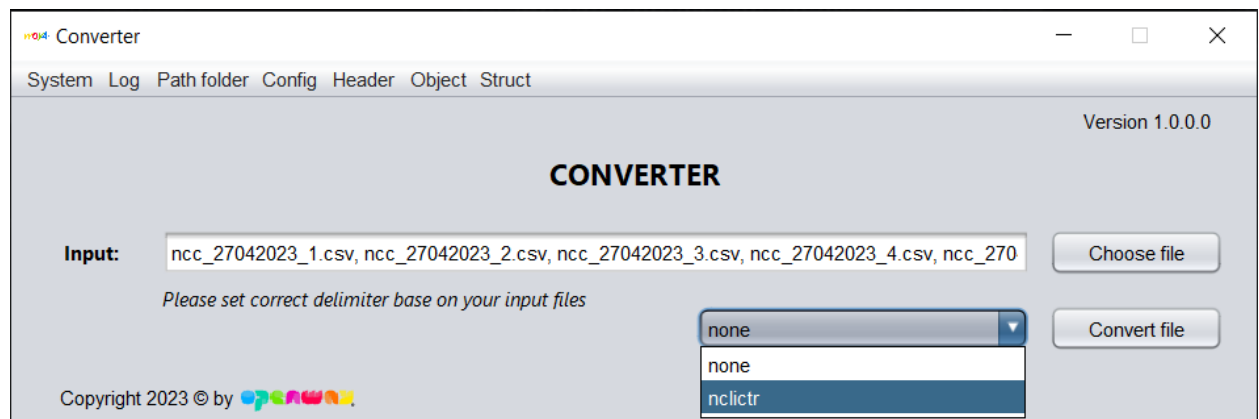 Converter
System Log Path folder Config Header Object Struct
Version 1.0.0.0
CONVERTER
Input: ncc_27042023_1.csv, ncc_27042023_2.csv, ncc_27042023_3.csv, ncc_27042023_4.csv, ncc_270 Choose file
Please set correct delimiter base on your input files
none Convert file
none
nclictr
Copyright 2023 © by openway.